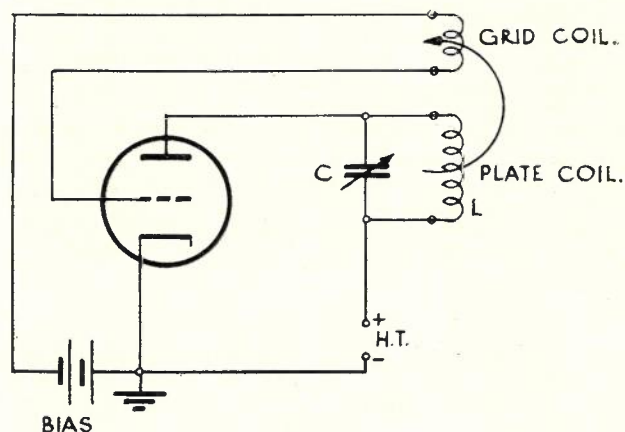 GRID COIL.
C
PLATE COIL.
L
+
H.T.
-
BIAS